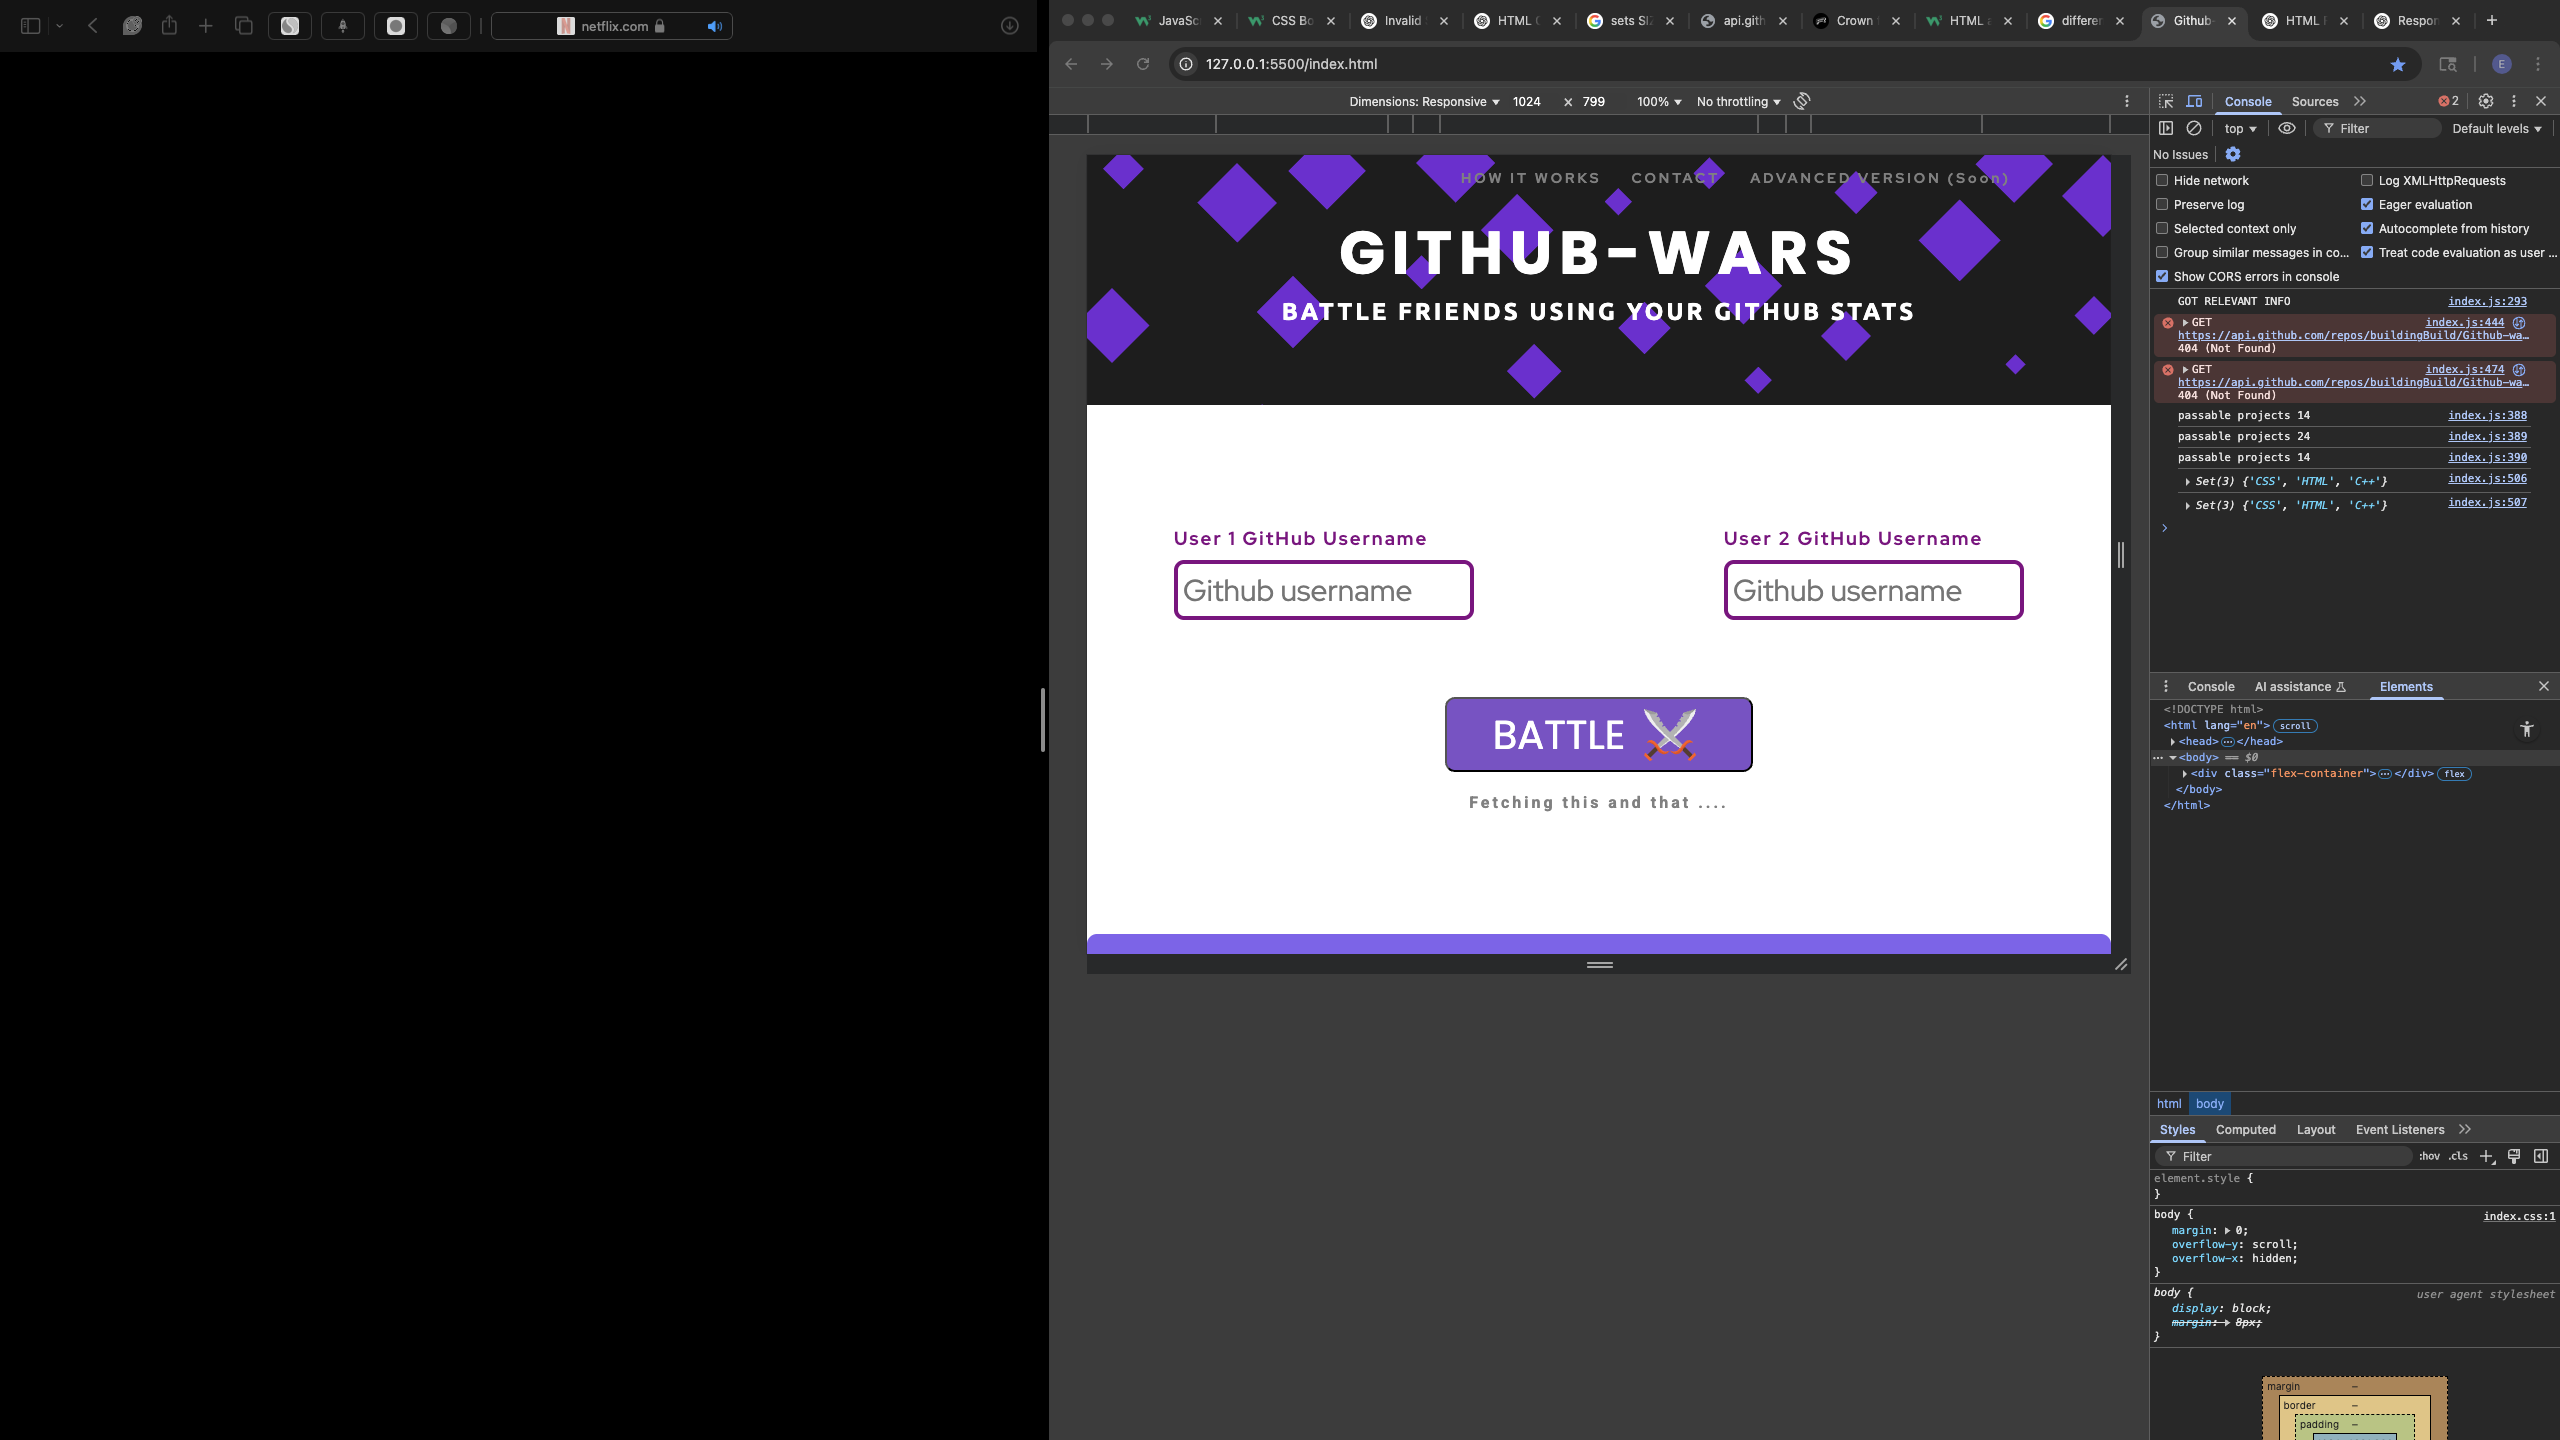 netflix.com
JavaSc
CSS Bo
Invalid
HTML C
sets Siz
api.gith
Crown
HTML a
differer
Github-
HTML F
Respon
127.0.0.1:5500/index.html
E
Dimensions: Responsive 1024 × 799 100% No throttling
Console Sources 2
top Filter Default levels
No Issues
Hide network Log XMLHttpRequests
Preserve log Eager evaluation
Selected context only Autocomplete from history
Group similar messages in co... Treat code evaluation as user ...
Show CORS errors in console
GOT RELEVANT INFO index.js:293
GET index.js:444
https://api.github.com/repos/buildingBuild/Github-wa…
404 (Not Found)
GET index.js:474
https://api.github.com/repos/buildingBuild/Github-wa…
404 (Not Found)
passable projects 14 index.js:388
passable projects 24 index.js:389
passable projects 14 index.js:390
Set(3) {'CSS', 'HTML', 'C++'} index.js:506
Set(3) {'CSS', 'HTML', 'C++'} index.js:507
HOW IT WORKS CONTACT ADVANCED VERSION (Soon)
GITHUB-WARS
BATTLE FRIENDS USING YOUR GITHUB STATS
User 1 GitHub Username User 2 GitHub Username
Github username Github username
BATTLE ⚔️
Fetching this and that ....
Console AI assistance Elements
<!DOCTYPE html>
<html lang="en"> scroll
<head> … </head>
… <body> == $0
<div class="flex-container"> … </div> flex
</body>
</html>
html body
Styles Computed Layout Event Listeners
Filter :hov .cls
element.style {
}
body { index.css:1
margin: 0;
overflow-y: scroll;
overflow-x: hidden;
}
body { user agent stylesheet
display: block;
margin: 8px;
}
margin –
border –
padding –